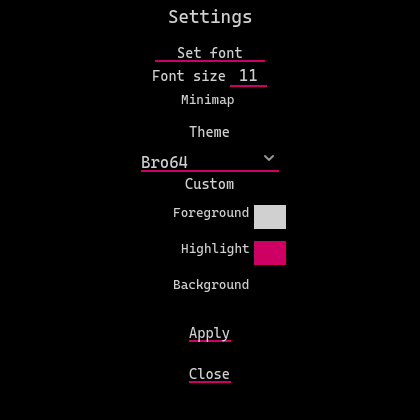 Settings
Set font
Font size 11
Minimap
Theme
Bro64
Custom
Foreground
Highlight
Background
Apply
Close